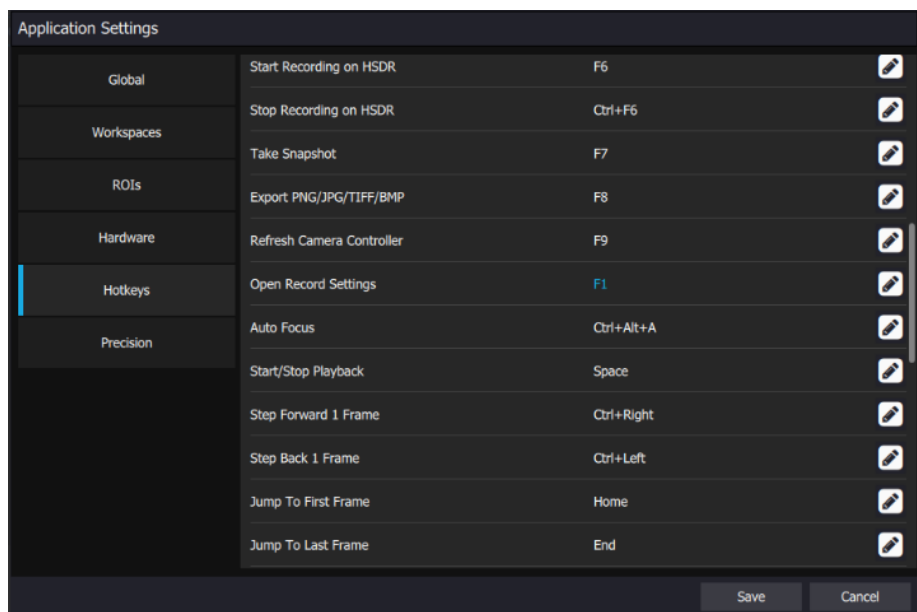 Application Settings
Global
Workspaces
ROIs
Hardware
Hotkeys
Precision
Start Recording on HSDR F6
Stop Recording on HSDR Ctrl+F6
Take Snapshot F7
Export PNG/JPG/TIFF/BMP F8
Refresh Camera Controller F9
Open Record Settings F1
Auto Focus Ctrl+Alt+A
Start/Stop Playback Space
Step Forward 1 Frame Ctrl+Right
Step Back 1 Frame Ctrl+Left
Jump To First Frame Home
Jump To Last Frame End
Save Cancel